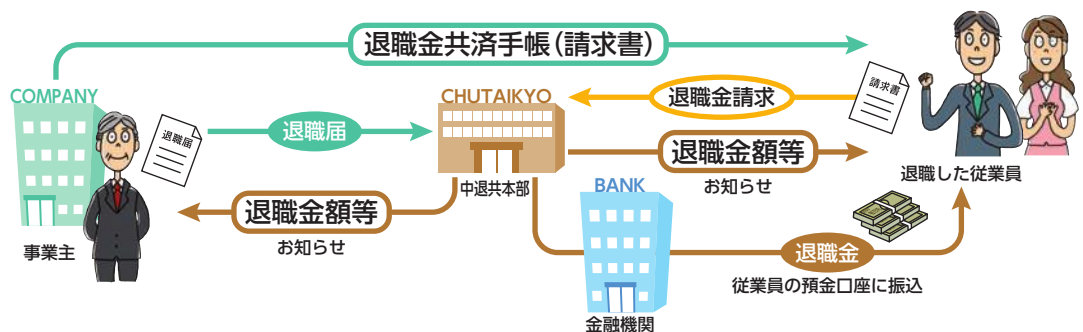 退職金共済手帳(請求書)
COMPANY
退職届
退職届
事業主
CHUTAIKYO
中退共本部
退職金請求
請求書
退職金額等
お知らせ
退職した従業員
退職金額等
お知らせ
BANK
金融機関
退職金
従業員の預金口座に振込